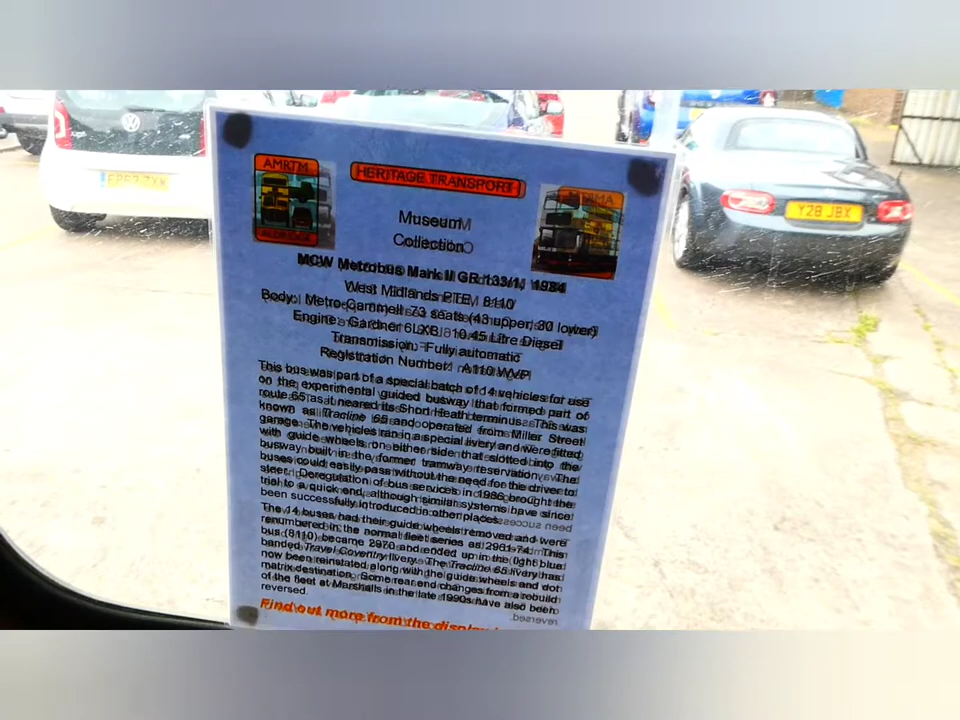 AMRTM
HERITAGE TRANSPORT
ALDRIDGE
Museum
Collection
MCW Metrobus Mark II GR 133/1, 1984
West Midlands PTE, 8110
Body: Metro-Cammell 73 seats (43 upper, 30 lower)
Engine: Gardner 6LXB, 10.45 Litre Diesel
Transmission: Fully automatic
Registration Number: A110 WVP
This bus was part of a special batch of 14 vehicles for use
on the experimental guided busway that formed part of
route 65 as it neared its Short Heath terminus. This was
known as Tracline 65 and operated from Miller Street
garage. The vehicles ran in a special livery and were fitted
with guide wheels on either side that slotted into the
busway built in the former tramway reservation. The
buses could easily pass without the need for the driver to
steer. Deregulation of bus services in 1986 brought the
trial to a quick end, although similar systems have since
been successfully introduced in other places.
The 14 buses had their guide wheels removed and were
renumbered in the normal fleet series as 2961-74. This
bus (8110) became 2970 and ended up in the light blue
banded Travel Coventry livery. The Tracline 65 livery has
now been reinstated along with the guide wheels and dot
matrix destination. Some rear end changes from a rebuild
of the fleet at Marshalls in the late 1990s have also been
reversed.
Find out more from the display
Y28 JBX